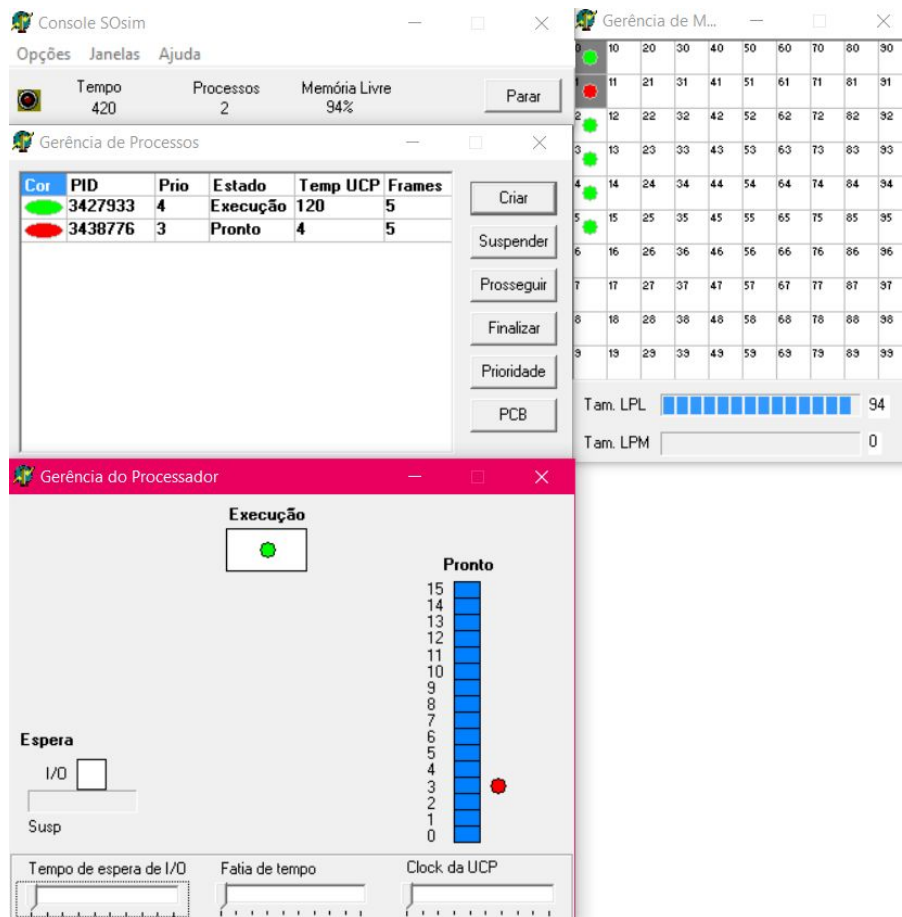 Console SOsim
Opções Janelas Ajuda
Tempo Processos Memória Livre
420 2 94% Parar
Gerência de Processos
Cor PID Prio Estado Temp UCP Frames
3427933 4 Execução 120 5
3438776 3 Pronto 4 5
Criar
Suspender
Prosseguir
Finalizar
Prioridade
PCB
Gerência de M...
0 10 20 30 40 50 60 70 80 90
11 21 31 41 51 61 71 81 91
2 12 22 32 42 52 62 72 82 92
3 13 23 33 43 53 63 73 83 93
4 14 24 34 44 54 64 74 84 94
5 15 25 35 45 55 65 75 85 95
6 16 26 36 46 56 66 76 86 96
7 17 27 37 47 57 67 77 87 97
8 18 28 38 48 58 68 78 88 98
9 19 29 39 49 59 69 79 89 99
Tam. LPL 94
Tam. LPM 0
Gerência do Processador
Execução
Pronto
15
14
13
12
11
10
9
8
7
6
5
4
3
2
1
0
Espera
I/O
Susp
Tempo de espera de I/O Fatia de tempo Clock da UCP